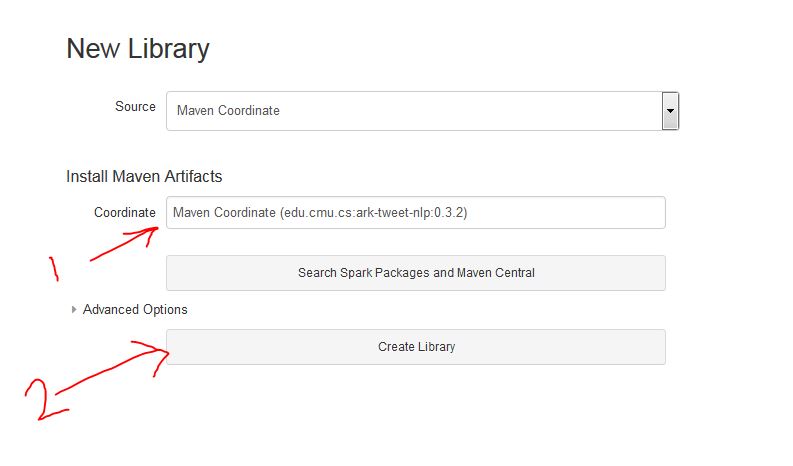 New Library
Source Maven Coordinate
Install Maven Artifacts
Coordinate Maven Coordinate (edu.cmu.cs:ark-tweet-nlp:0.3.2)
1
Search Spark Packages and Maven Central
Advanced Options
Create Library
2